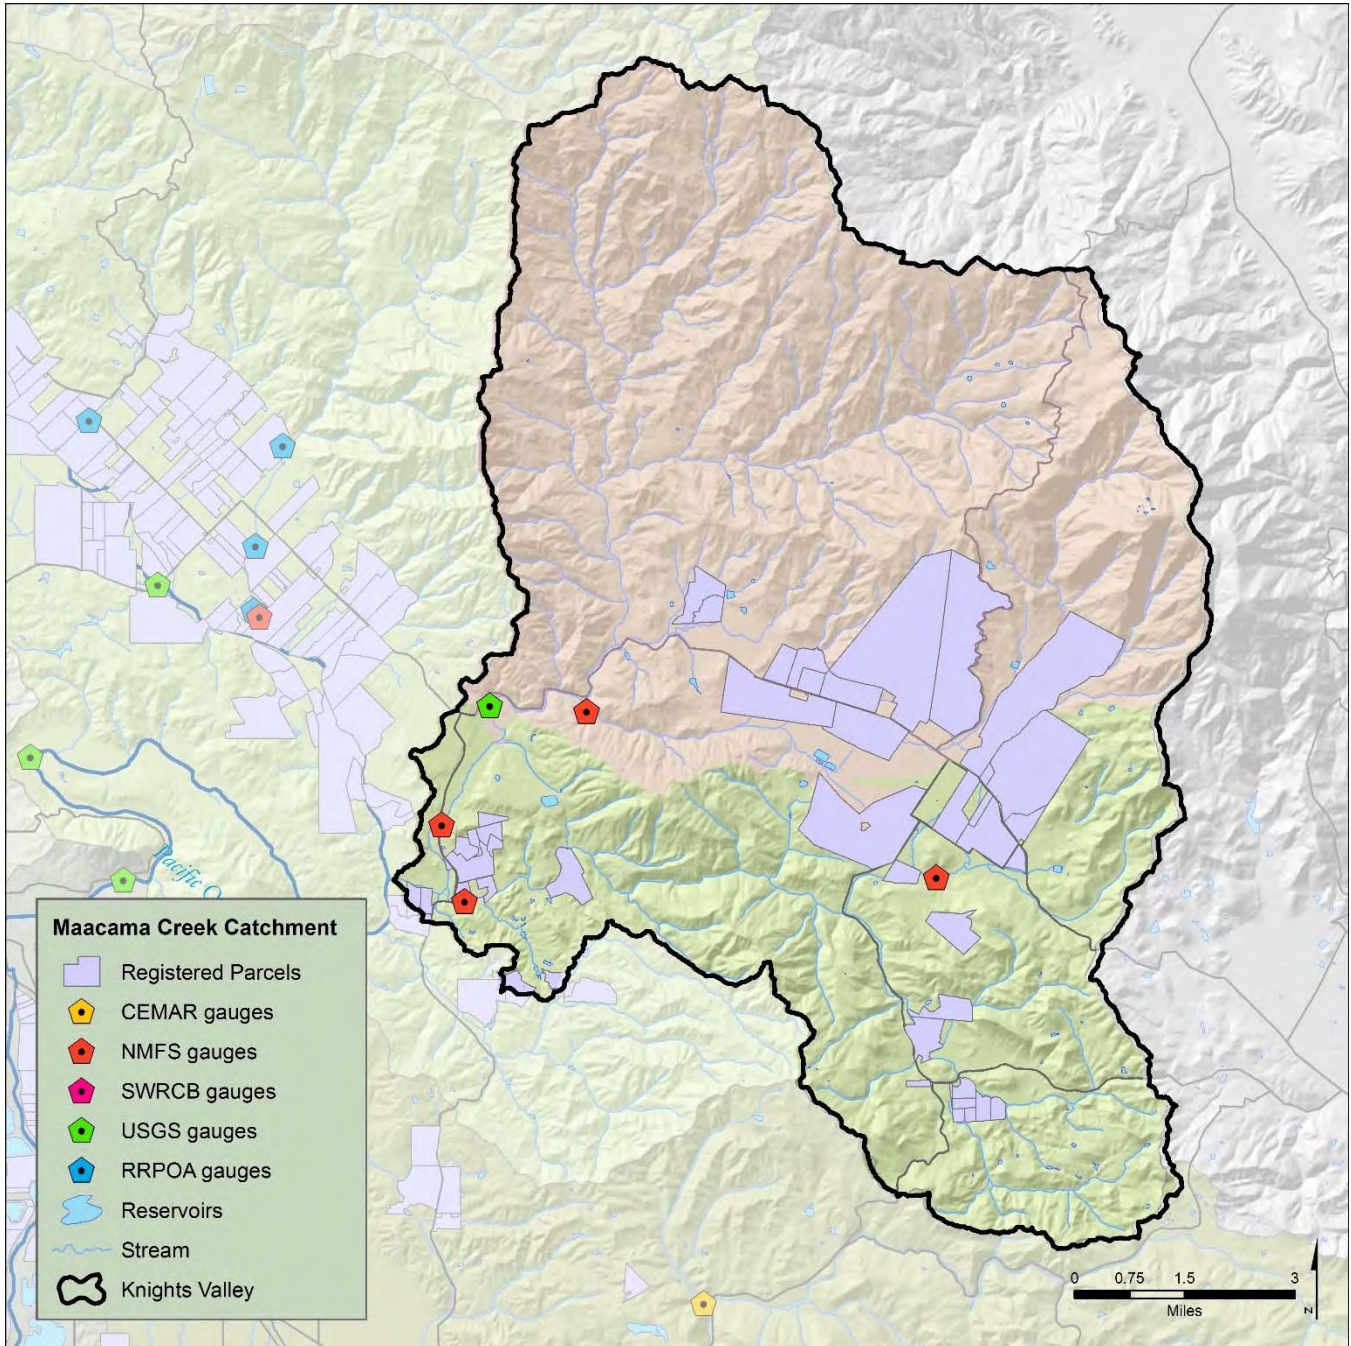 Pacific O
Maacama Creek Catchment
Registered Parcels
CEMAR gauges
NMFS gauges
SWRCB gauges
USGS gauges
RRPOA gauges
Reservoirs
Stream
Knights Valley
0 0.75 1.5 3
Miles
N